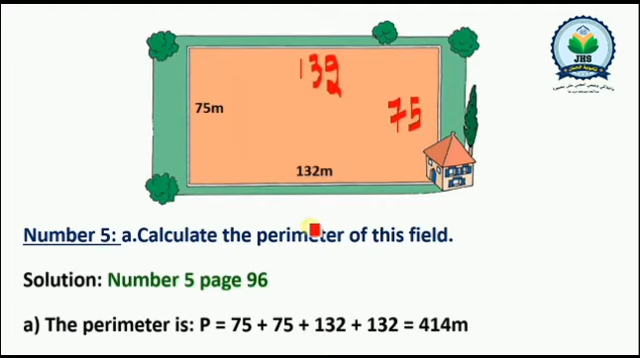 132
75
75m
132m
JHS
Number 5: a.Calculate the perimeter of this field.
Solution: Number 5 page 96
a) The perimeter is: P = 75 + 75 + 132 + 132 = 414m